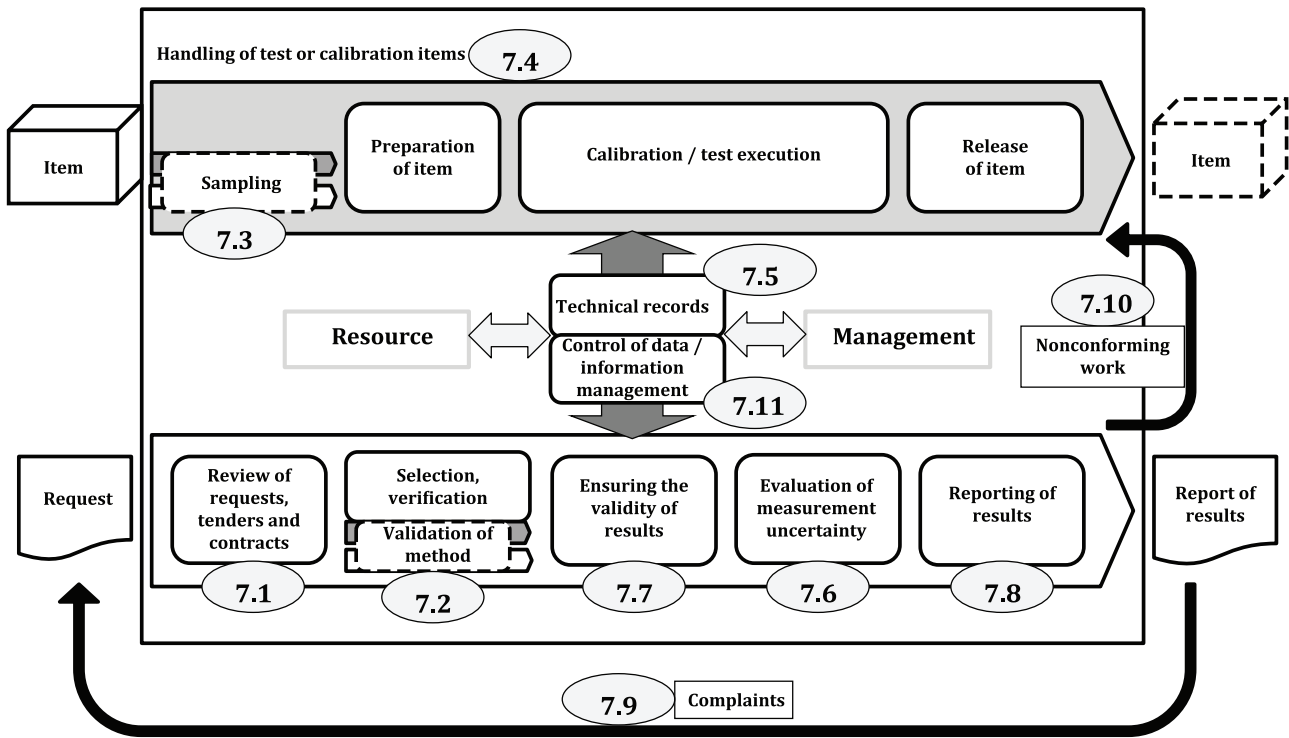 Handling of test or calibration items
7.4
Item
Sampling
7.3
Preparation
of item
Calibration / test execution
Release
of item
Item
7.5
Technical records
Resource
Management
Control of data /
information
management
7.11
7.10
Nonconforming
work
Request
Review of
requests,
tenders and
contracts
7.1
Selection,
verification
Validation of
method
7.2
Ensuring the
validity of
results
7.7
Evaluation of
measurement
uncertainty
7.6
Reporting of
results
7.8
Report of
results
7.9
Complaints